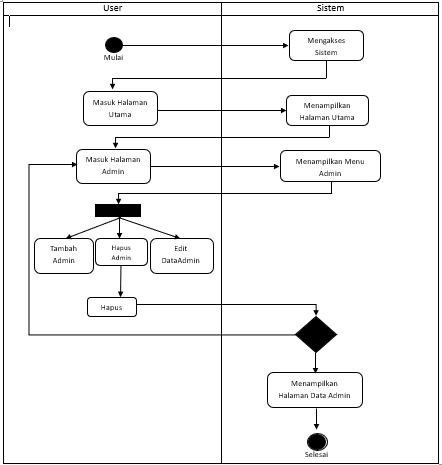 User
Sistem
Mulai
Mengakses
Sistem
Masuk Halaman
Utama
Menampilkan
Halaman Utama
Masuk Halaman
Admin
Menampilkan Menu
Admin
Tambah
Admin
Hapus
Admin
Edit
DataAdmin
Hapus
Menampilkan
Halaman Data Admin
Selesai